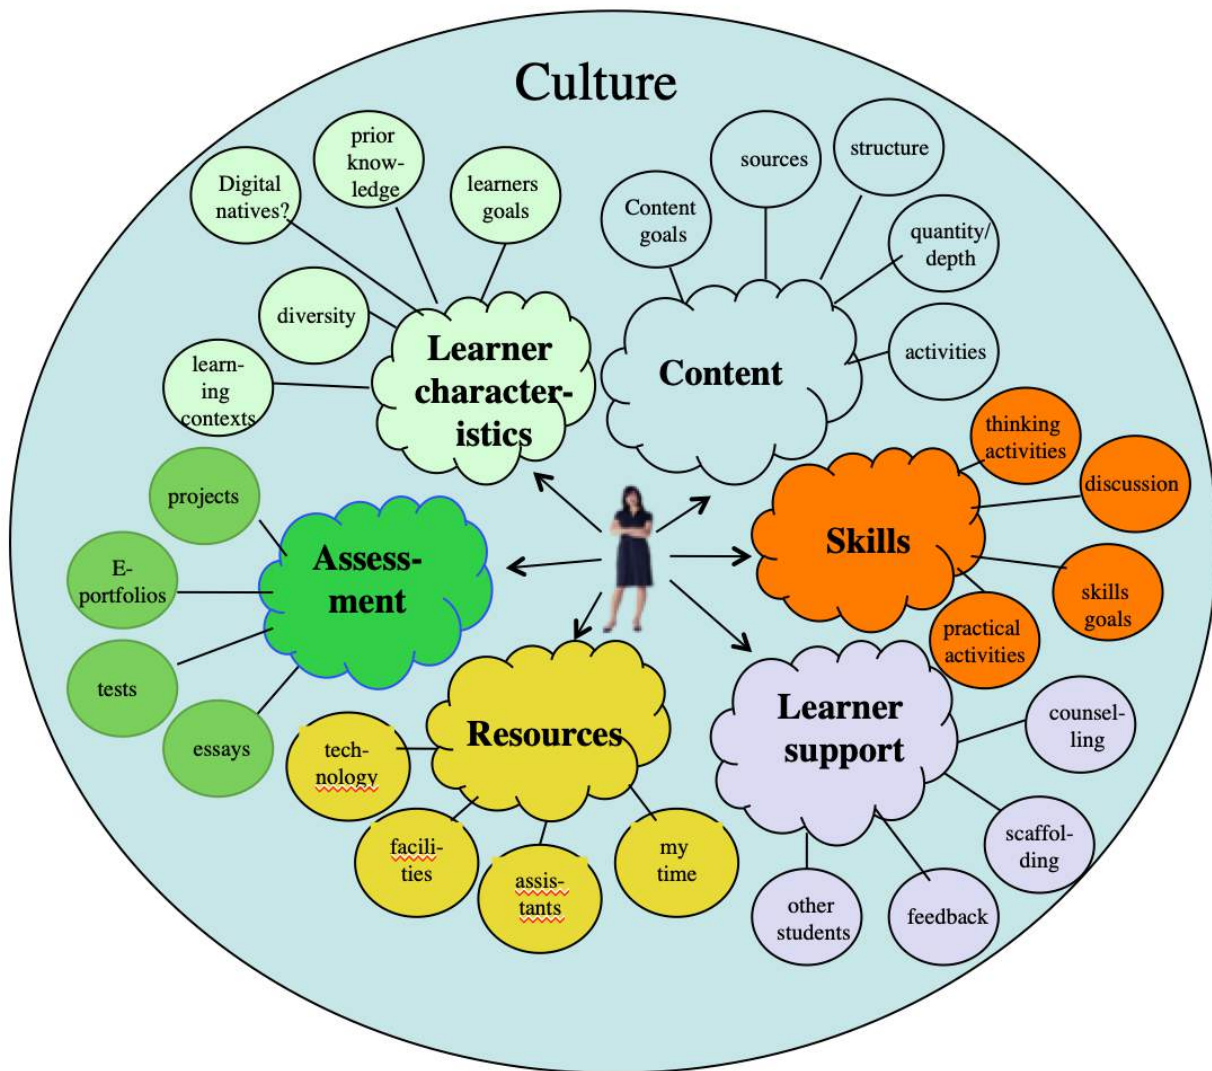 Culture
prior
know-
ledge
Digital
natives?
learners
goals
diversity
learn-
ing
contexts
Learner
character-
istics
Content
goals
sources
structure
quantity/
depth
activities
Content
thinking
activities
discussion
skills
goals
practical
activities
Skills
projects
E-
portfolios
tests
essays
Assess-
ment
Resources
tech-
nology
facili-
ties
assis-
tants
my
time
Learner
support
counsel-
ling
scaffol-
ding
feedback
other
students